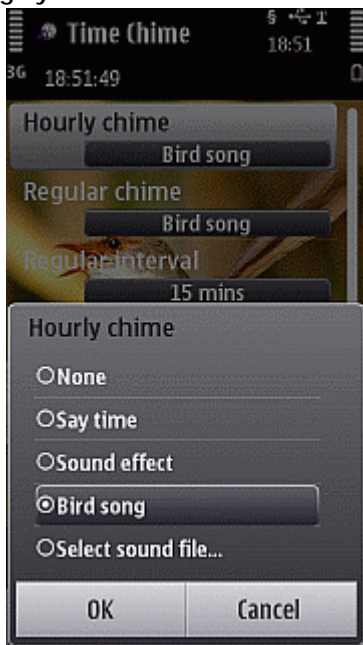 Time Chime
18:51
3G
18:51:49
Hourly chime
Bird song
Regular chime
Bird song
Regular interval
15 mins
Hourly chime
None
Say time
Sound effect
Bird song
Select sound file...
OK
Cancel